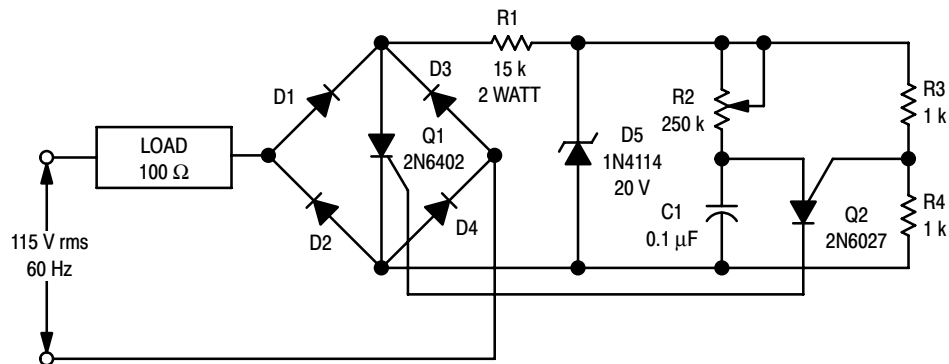 R1
15 k
2 WATT
D1
D3
R2
250 k
R3
1 k
LOAD
100 Ω
Q1
2N6402
D5
1N4114
20 V
D2
D4
C1
0.1 µF
Q2
2N6027
R4
1 k
115 V rms
60 Hz